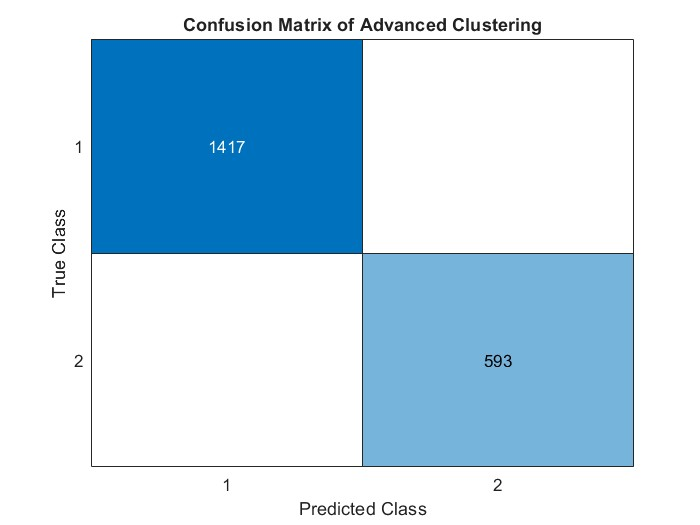 Confusion Matrix of Advanced Clustering
True Class
1
1417
2
593
1
2
Predicted Class